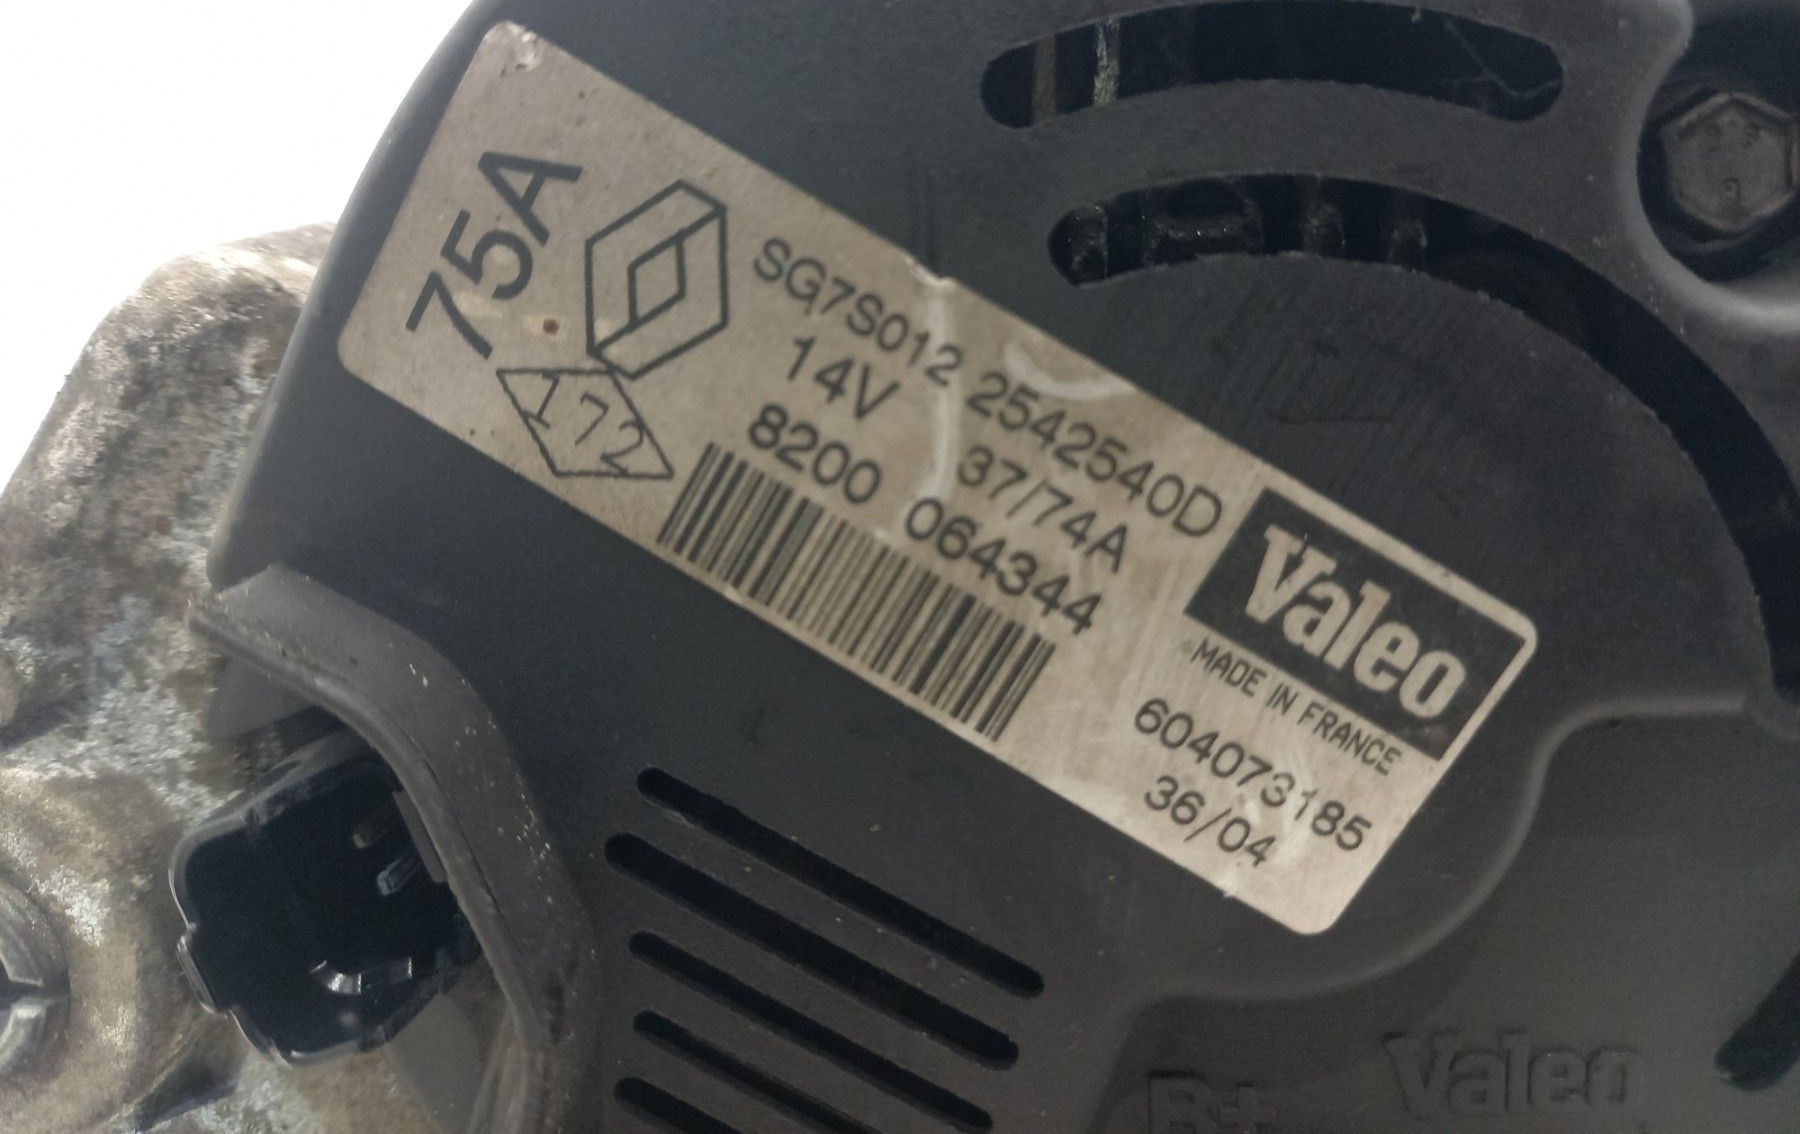 75A
172
SG7S012 2542540D
14V 37/74A
8200 064344
Valeo
MADE IN FRANCE
604073185
36/04
Valeo
B+